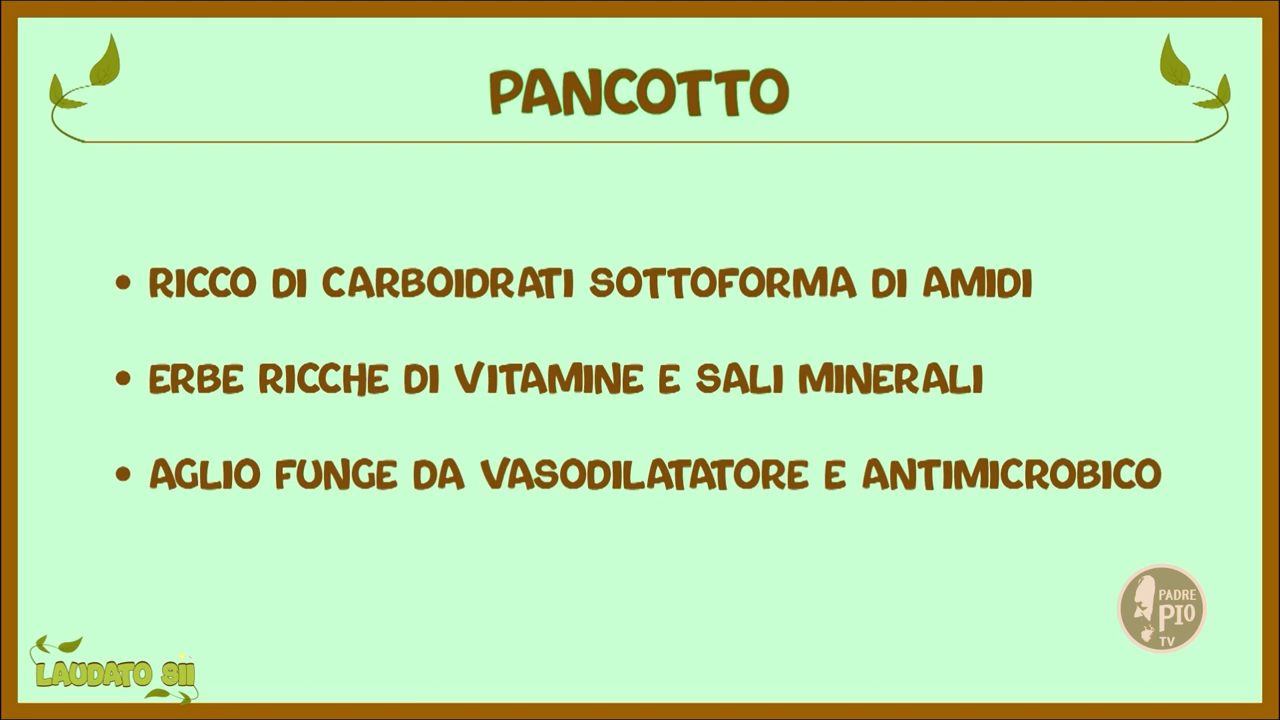 PANCOTTO
• RICCO DI CARBOIDRATI SOTTOFORMA DI AMIDI
• ERBE RICCHE DI VITAMINE E SALI MINERALI
• AGLIO FUNGE DA VASODILATATORE E ANTIMICROBICO
PADRE
PIO
TV
LAUDATO SII